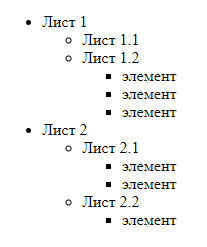 Лист 1
Лист 1.1
Лист 1.2
элемент
элемент
элемент
Лист 2
Лист 2.1
элемент
элемент
Лист 2.2
элемент